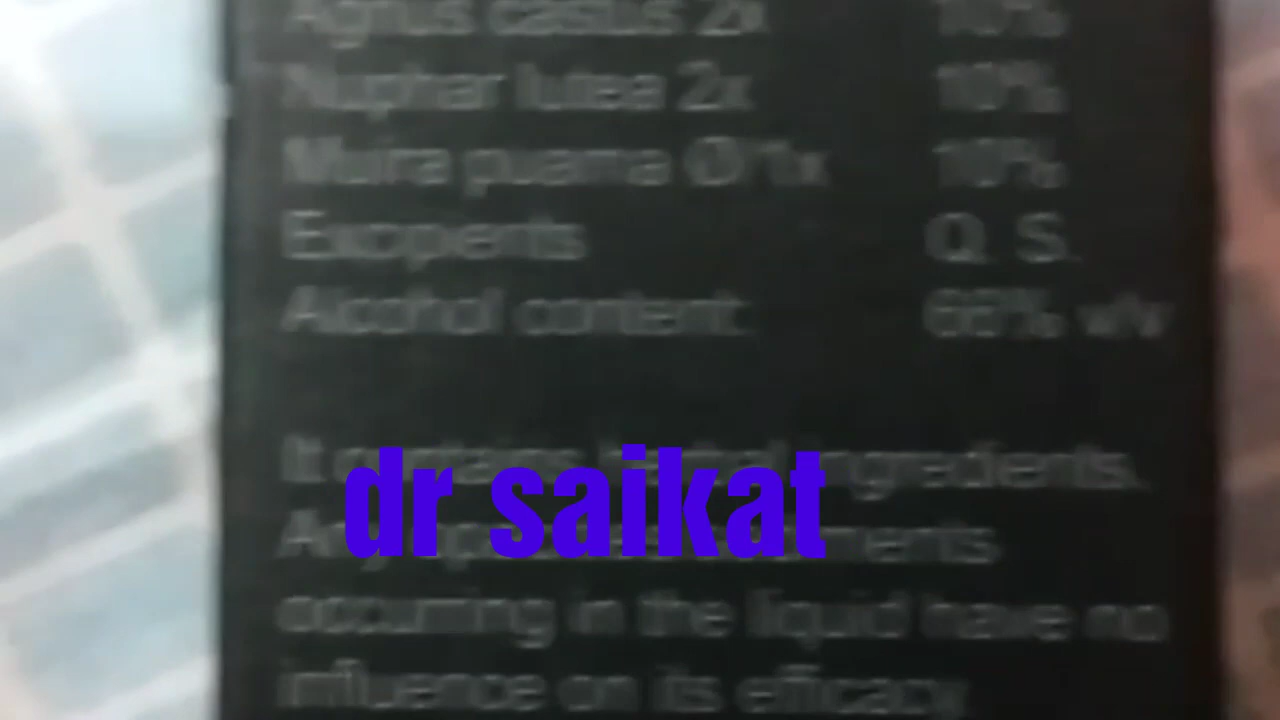 Agnus castus 2x 10%
Nuphar lutea 2x 10%
Muira puama Ø 1x 10%
Excipients Q. S.
Alcohol content: % v/v
It contains herbal ingredients.
dr saikat
occurring in the liquid have no
influence on its efficacy